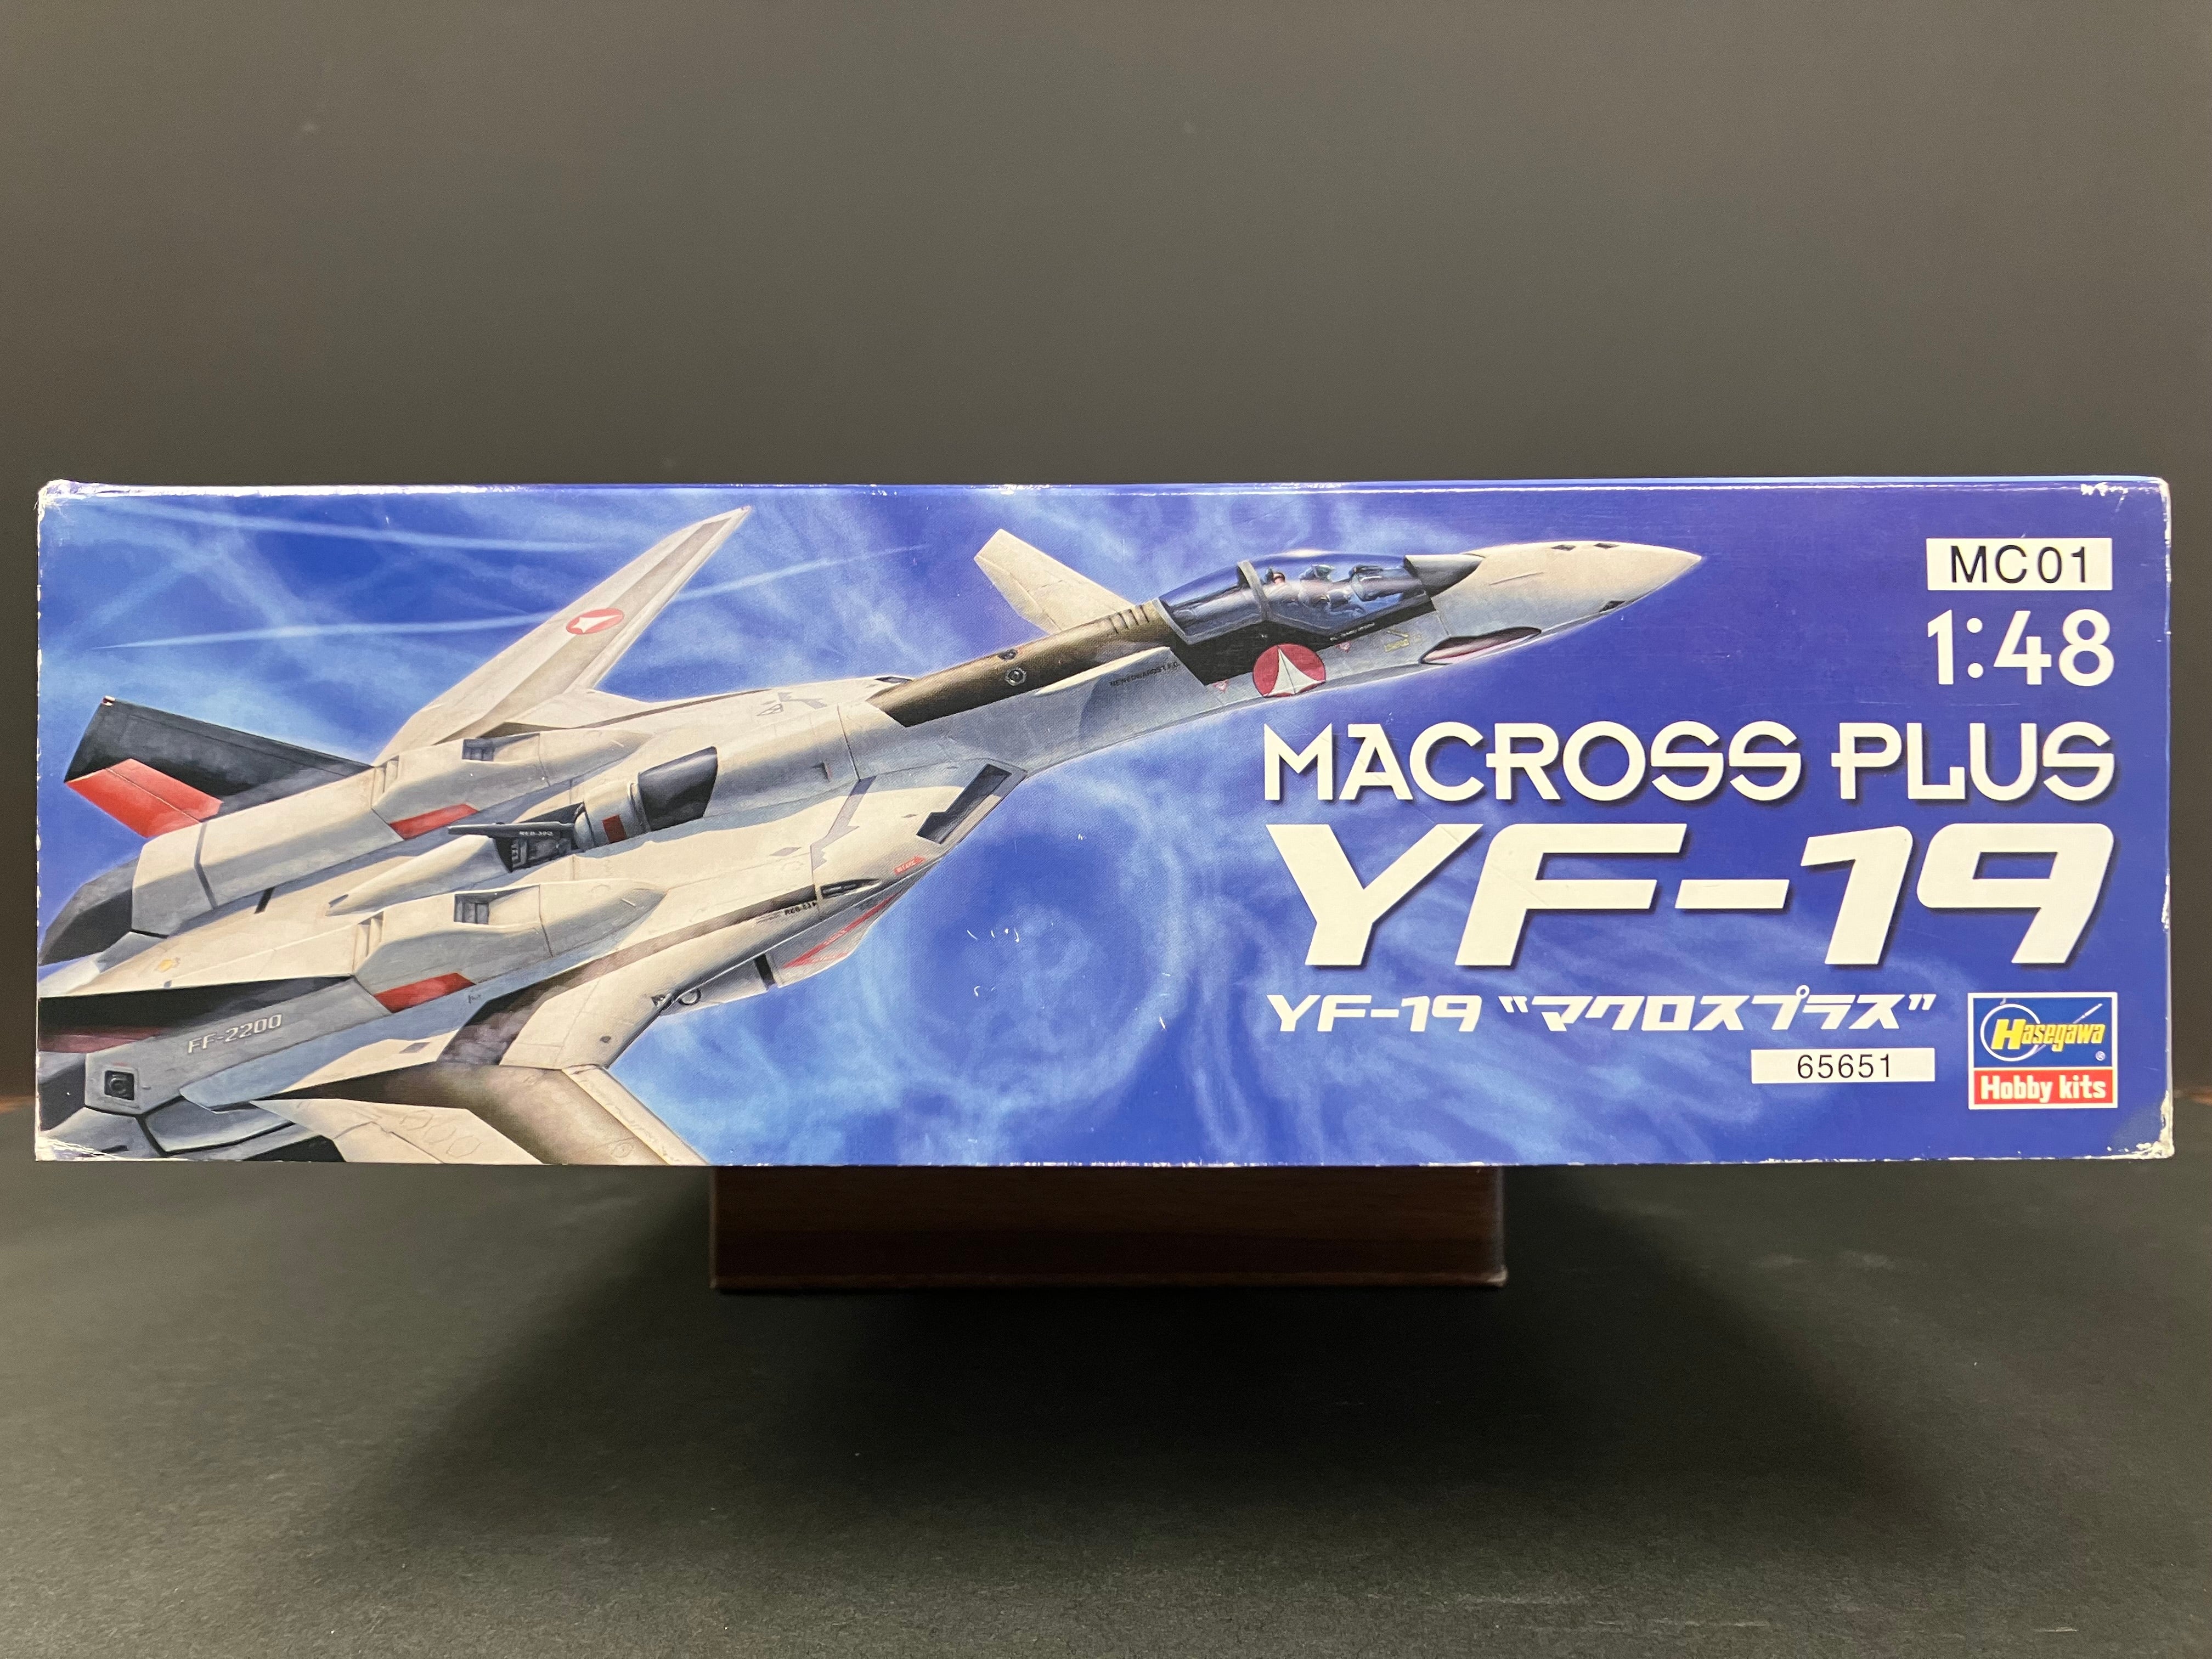 MC01
1:48
MACROSS PLUS
YF-19
YF-19 "マクロスプラス"
65651
Hasegawa®
Hobby kits
FF-2200